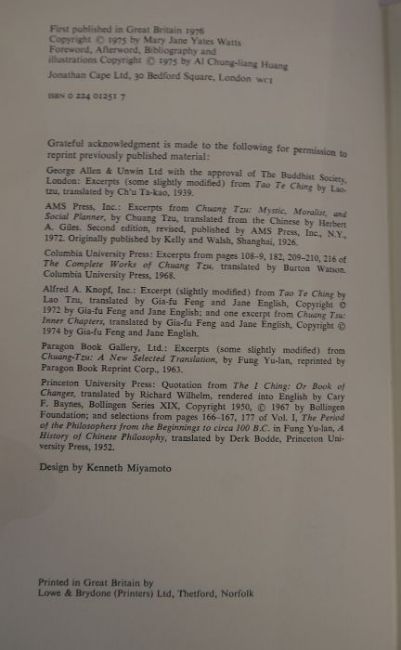 First published in Great Britain 1976
Copyright © 1975 by Mary Jane Yates Watts
Foreword, Afterword, Bibliography and
illustrations Copyright © 1975 by Al Chung-liang Huang
Jonathan Cape Ltd, 30 Bedford Square, London WC1
ISBN 0 224 01251 7
Grateful acknowledgment is made to the following for permission to
reprint previously published material:
George Allen & Unwin Ltd with the approval of The Buddhist Society,
London: Excerpts (some slightly modified) from Tao Te Ching by Lao-
tzu, translated by Ch'u Ta-kao, 1939.
AMS Press, Inc.: Excerpts from Chuang Tzu: Mystic, Moralist, and
Social Planner, by Chuang Tzu, translated from the Chinese by Herbert
A. Giles. Second edition, revised, published by AMS Press, Inc., N.Y.,
1972. Originally published by Kelly and Walsh, Shanghai, 1926.
Columbia University Press: Excerpts from pages 108-9, 182, 209-210, 216 of
The Complete Works of Chuang Tzu, translated by Burton Watson.
Columbia University Press, 1968.
Alfred A. Knopf, Inc.: Excerpt (slightly modified) from Tao Te Ching by
Lao Tzu, translated by Gia-fu Feng and Jane English, Copyright ©
1972 by Gia-fu Feng and Jane English; and one excerpt from Chuang Tsu:
Inner Chapters, translated by Gia-fu Feng and Jane English, Copyright ©
1974 by Gia-fu Feng and Jane English.
Paragon Book Gallery, Ltd.: Excerpts (some slightly modified) from
Chuang-Tzu: A New Selected Translation, by Fung Yu-lan, reprinted by
Paragon Book Reprint Corp., 1963.
Princeton University Press: Quotation from The I Ching: Or Book of
Changes, translated by Richard Wilhelm, rendered into English by Cary
F. Baynes, Bollingen Series XIX, Copyright 1950, © 1967 by Bollingen
Foundation; and selections from pages 166-167, 177 of Vol. I, The Period
of the Philosophers from the Beginnings to circa 100 B.C. in Fung Yu-lan, A
History of Chinese Philosophy, translated by Derk Bodde, Princeton Uni-
versity Press, 1952.
Design by Kenneth Miyamoto
Printed in Great Britain by
Lowe & Brydone (Printers) Ltd, Thetford, Norfolk